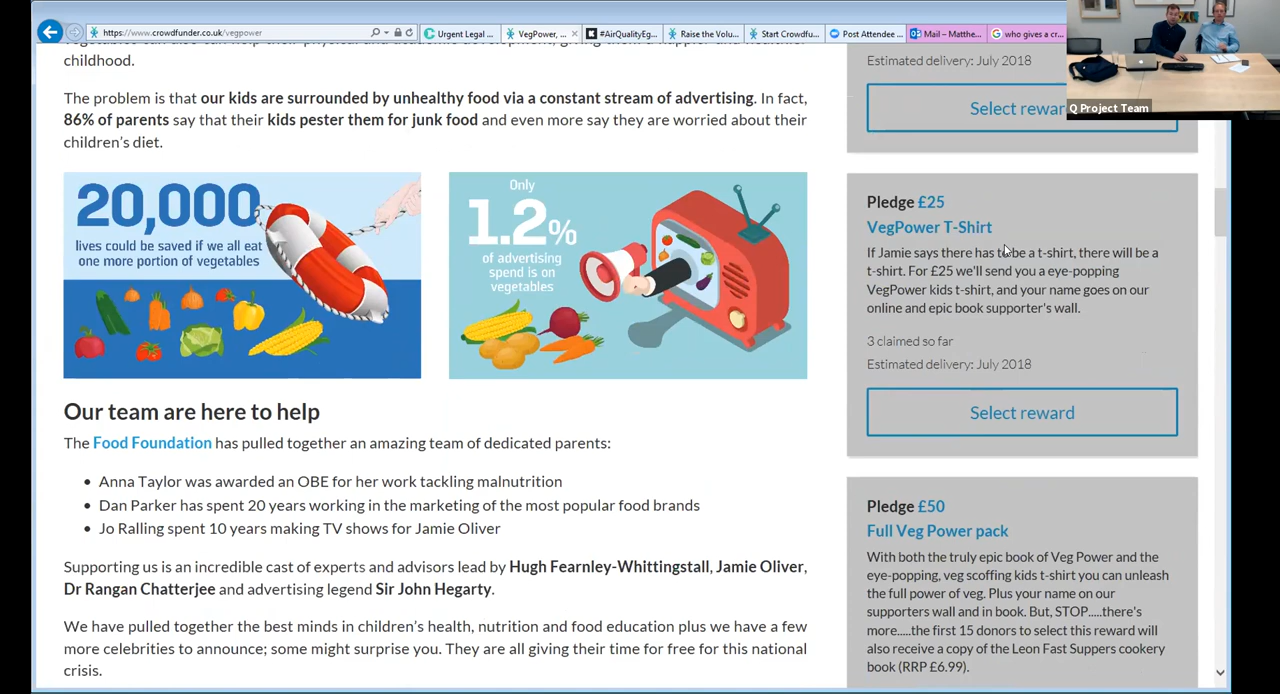 https://www.crowdfunder.co.uk/vegpower
Urgent Legal ...
VegPower, ...
#AirQualityEg...
Raise the Volu...
Start Crowdfu...
Post Attendee ...
Mail – Matthe...
who gives a cr...
Q Project Team
childhood.
The problem is that our kids are surrounded by unhealthy food via a constant stream of advertising. In fact,
86% of parents say that their kids pester them for junk food and even more say they are worried about their
children's diet.
20,000
lives could be saved if we all eat
one more portion of vegetables
Only
1.2%
of advertising
spend is on
vegetables
Our team are here to help
The Food Foundation has pulled together an amazing team of dedicated parents:
• Anna Taylor was awarded an OBE for her work tackling malnutrition
• Dan Parker has spent 20 years working in the marketing of the most popular food brands
• Jo Ralling spent 10 years making TV shows for Jamie Oliver
Supporting us is an incredible cast of experts and advisors lead by Hugh Fearnley-Whittingstall, Jamie Oliver,
Dr Rangan Chatterjee and advertising legend Sir John Hegarty.
We have pulled together the best minds in children's health, nutrition and food education plus we have a few
more celebrities to announce; some might surprise you. They are all giving their time for free for this national
crisis.
Estimated delivery: July 2018
Select rewar
Pledge £25
VegPower T-Shirt
If Jamie says there has to be a t-shirt, there will be a
t-shirt. For £25 we'll send you a eye-popping
VegPower kids t-shirt, and your name goes on our
online and epic book supporter's wall.
3 claimed so far
Estimated delivery: July 2018
Select reward
Pledge £50
Full Veg Power pack
With both the truly epic book of Veg Power and the
eye-popping, veg scoffing kids t-shirt you can unleash
the full power of veg. Plus your name on our
supporters wall and in book. But, STOP.....there's
more.....the first 15 donors to select this reward will
also receive a copy of the Leon Fast Suppers cookery
book (RRP £6.99).